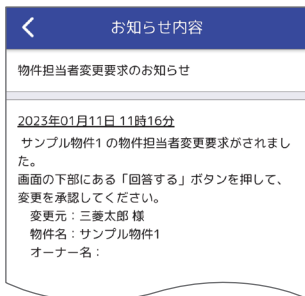 お知らせ内容
物件担当者変更要求のお知らせ
2023年01月11日 11時16分
サンプル物件1 の物件担当者変更要求がされまし
た。
画面の下部にある「回答する」ボタンを押して、
変更を承認してください。
変更元：三菱太郎 様
物件名：サンプル物件1
オーナー名：